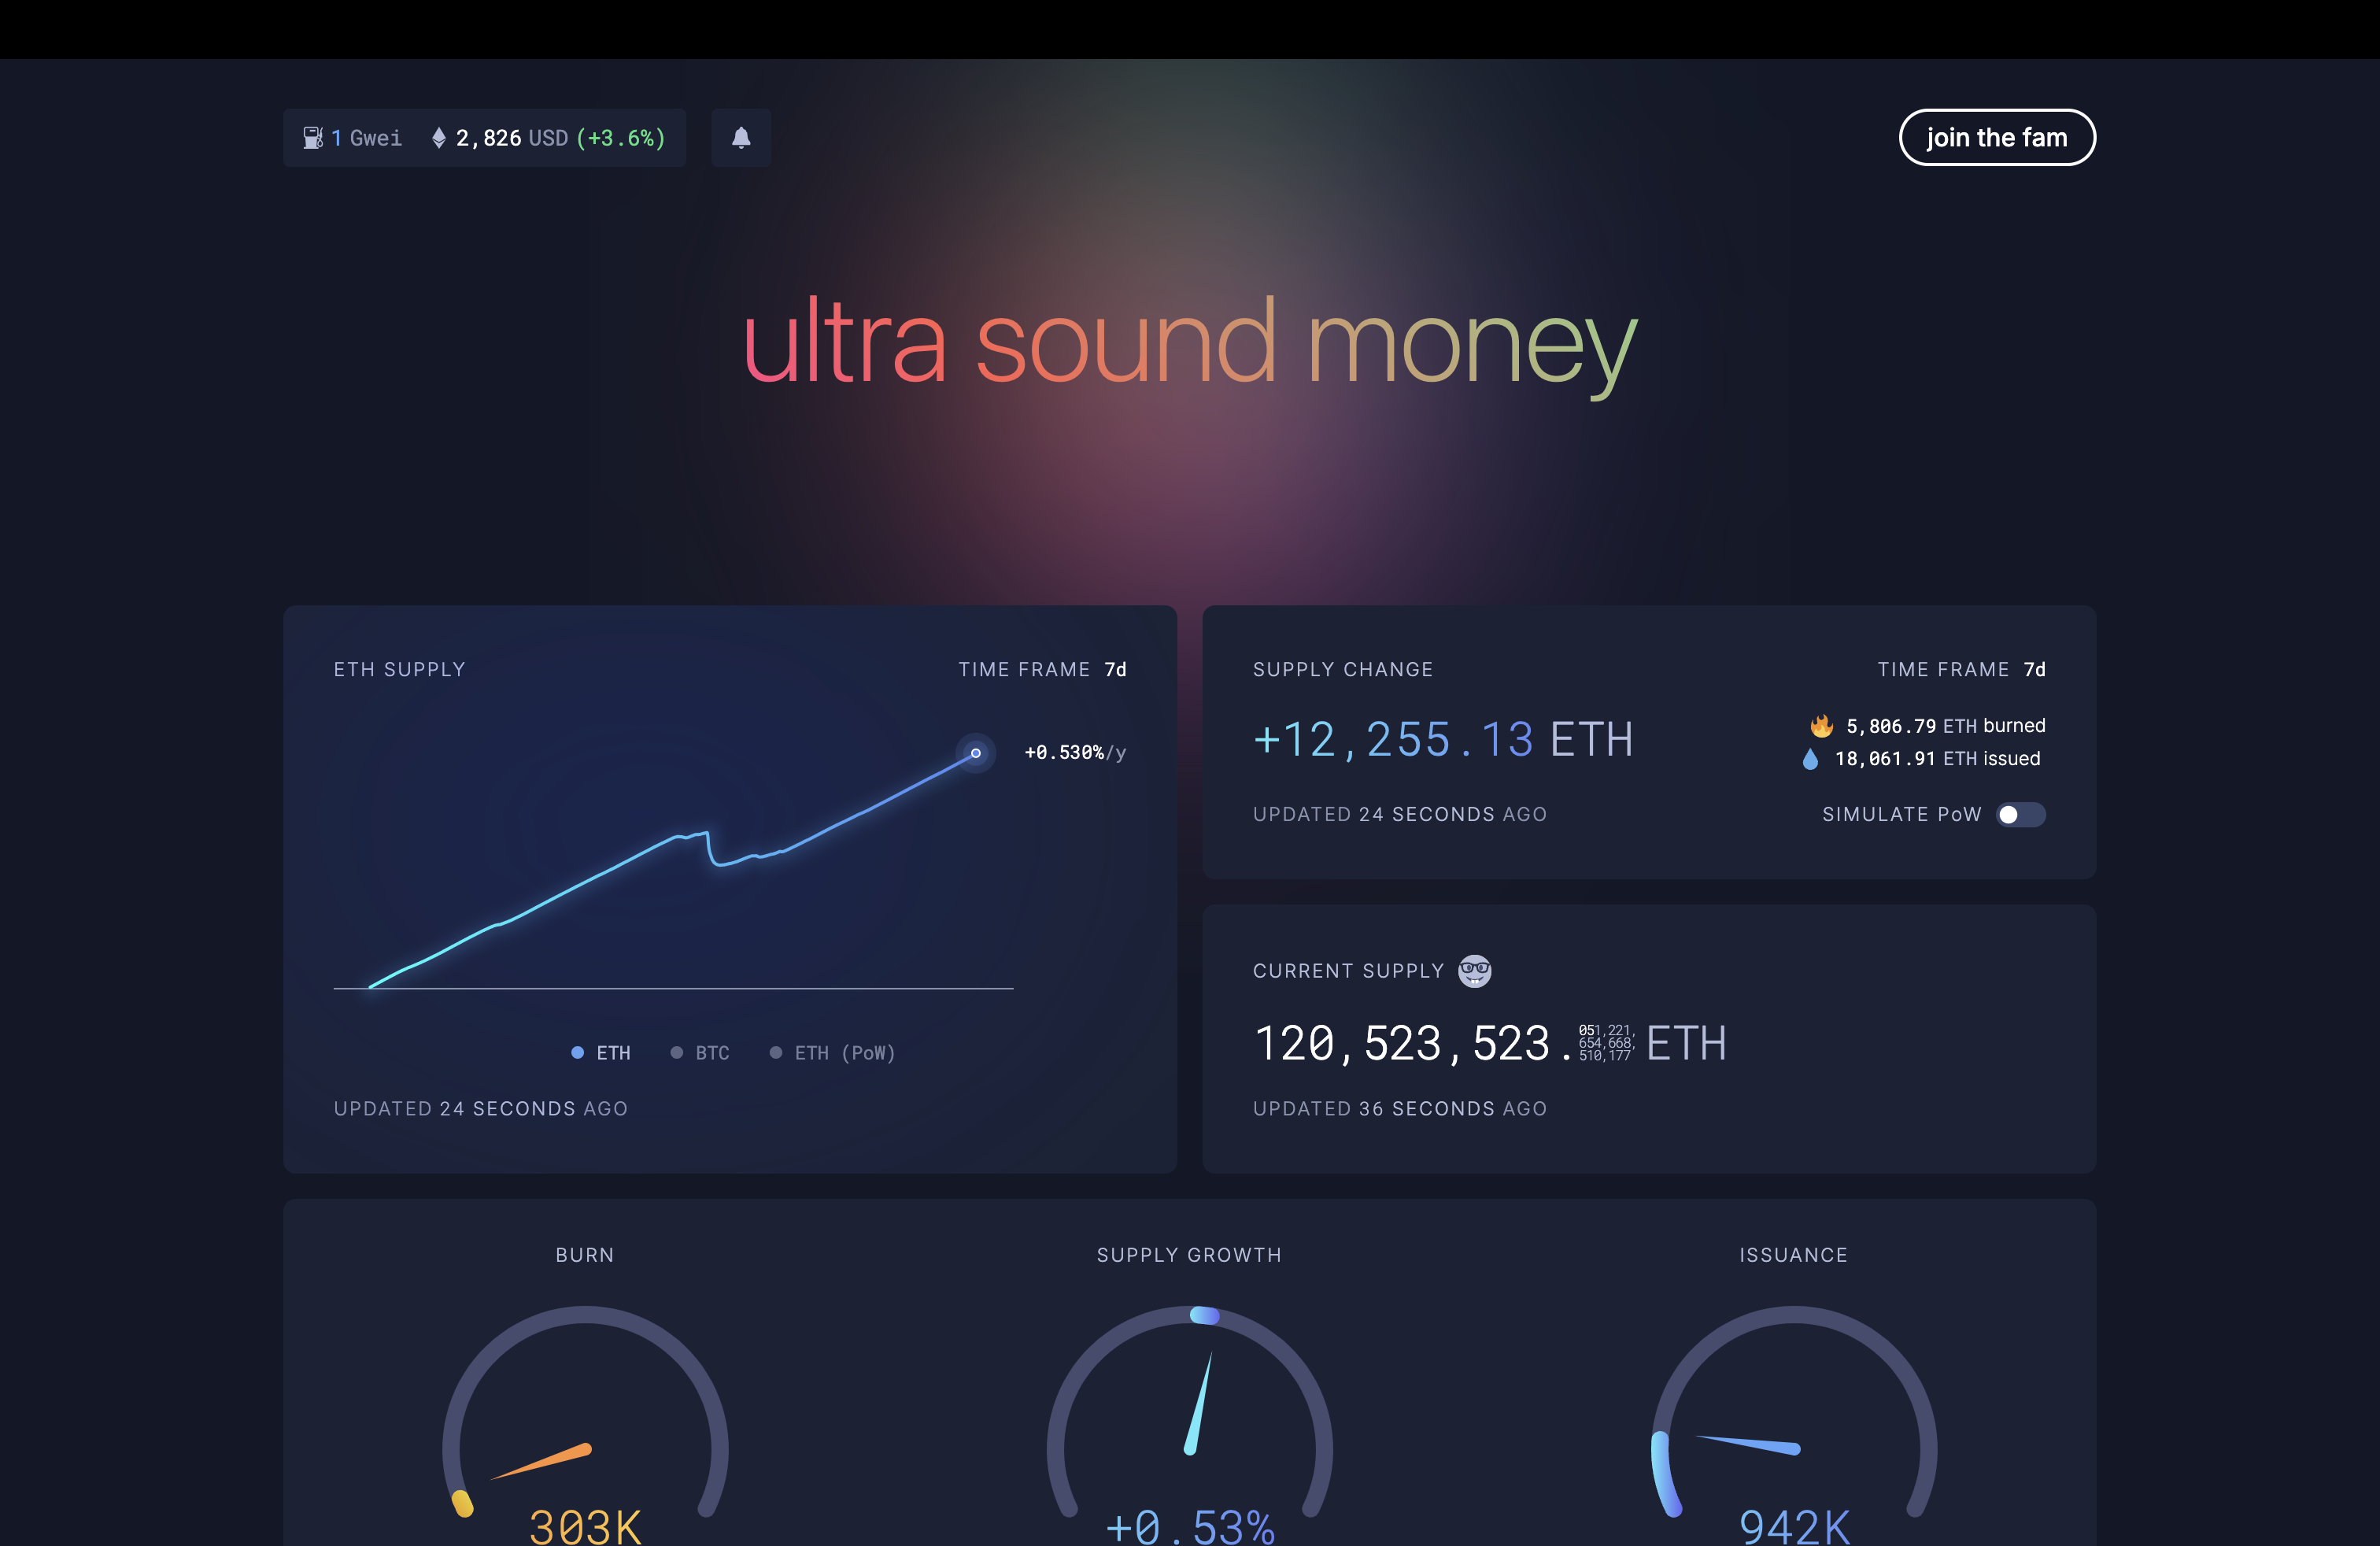 1 Gwei 2,826 USD (+3.6%)
join the fam
ultra sound money
ETH SUPPLY
TIME FRAME 7d
+0.530%/y
ETH BTC ETH (PoW)
UPDATED 24 SECONDS AGO
SUPPLY CHANGE
TIME FRAME 7d
+12,255.13 ETH
5,806.79 ETH burned
18,061.91 ETH issued
UPDATED 24 SECONDS AGO
SIMULATE PoW
CURRENT SUPPLY
120,523,523.051,221,654,668,510,177 ETH
UPDATED 36 SECONDS AGO
BURN
303K
SUPPLY GROWTH
+0.53%
ISSUANCE
942K